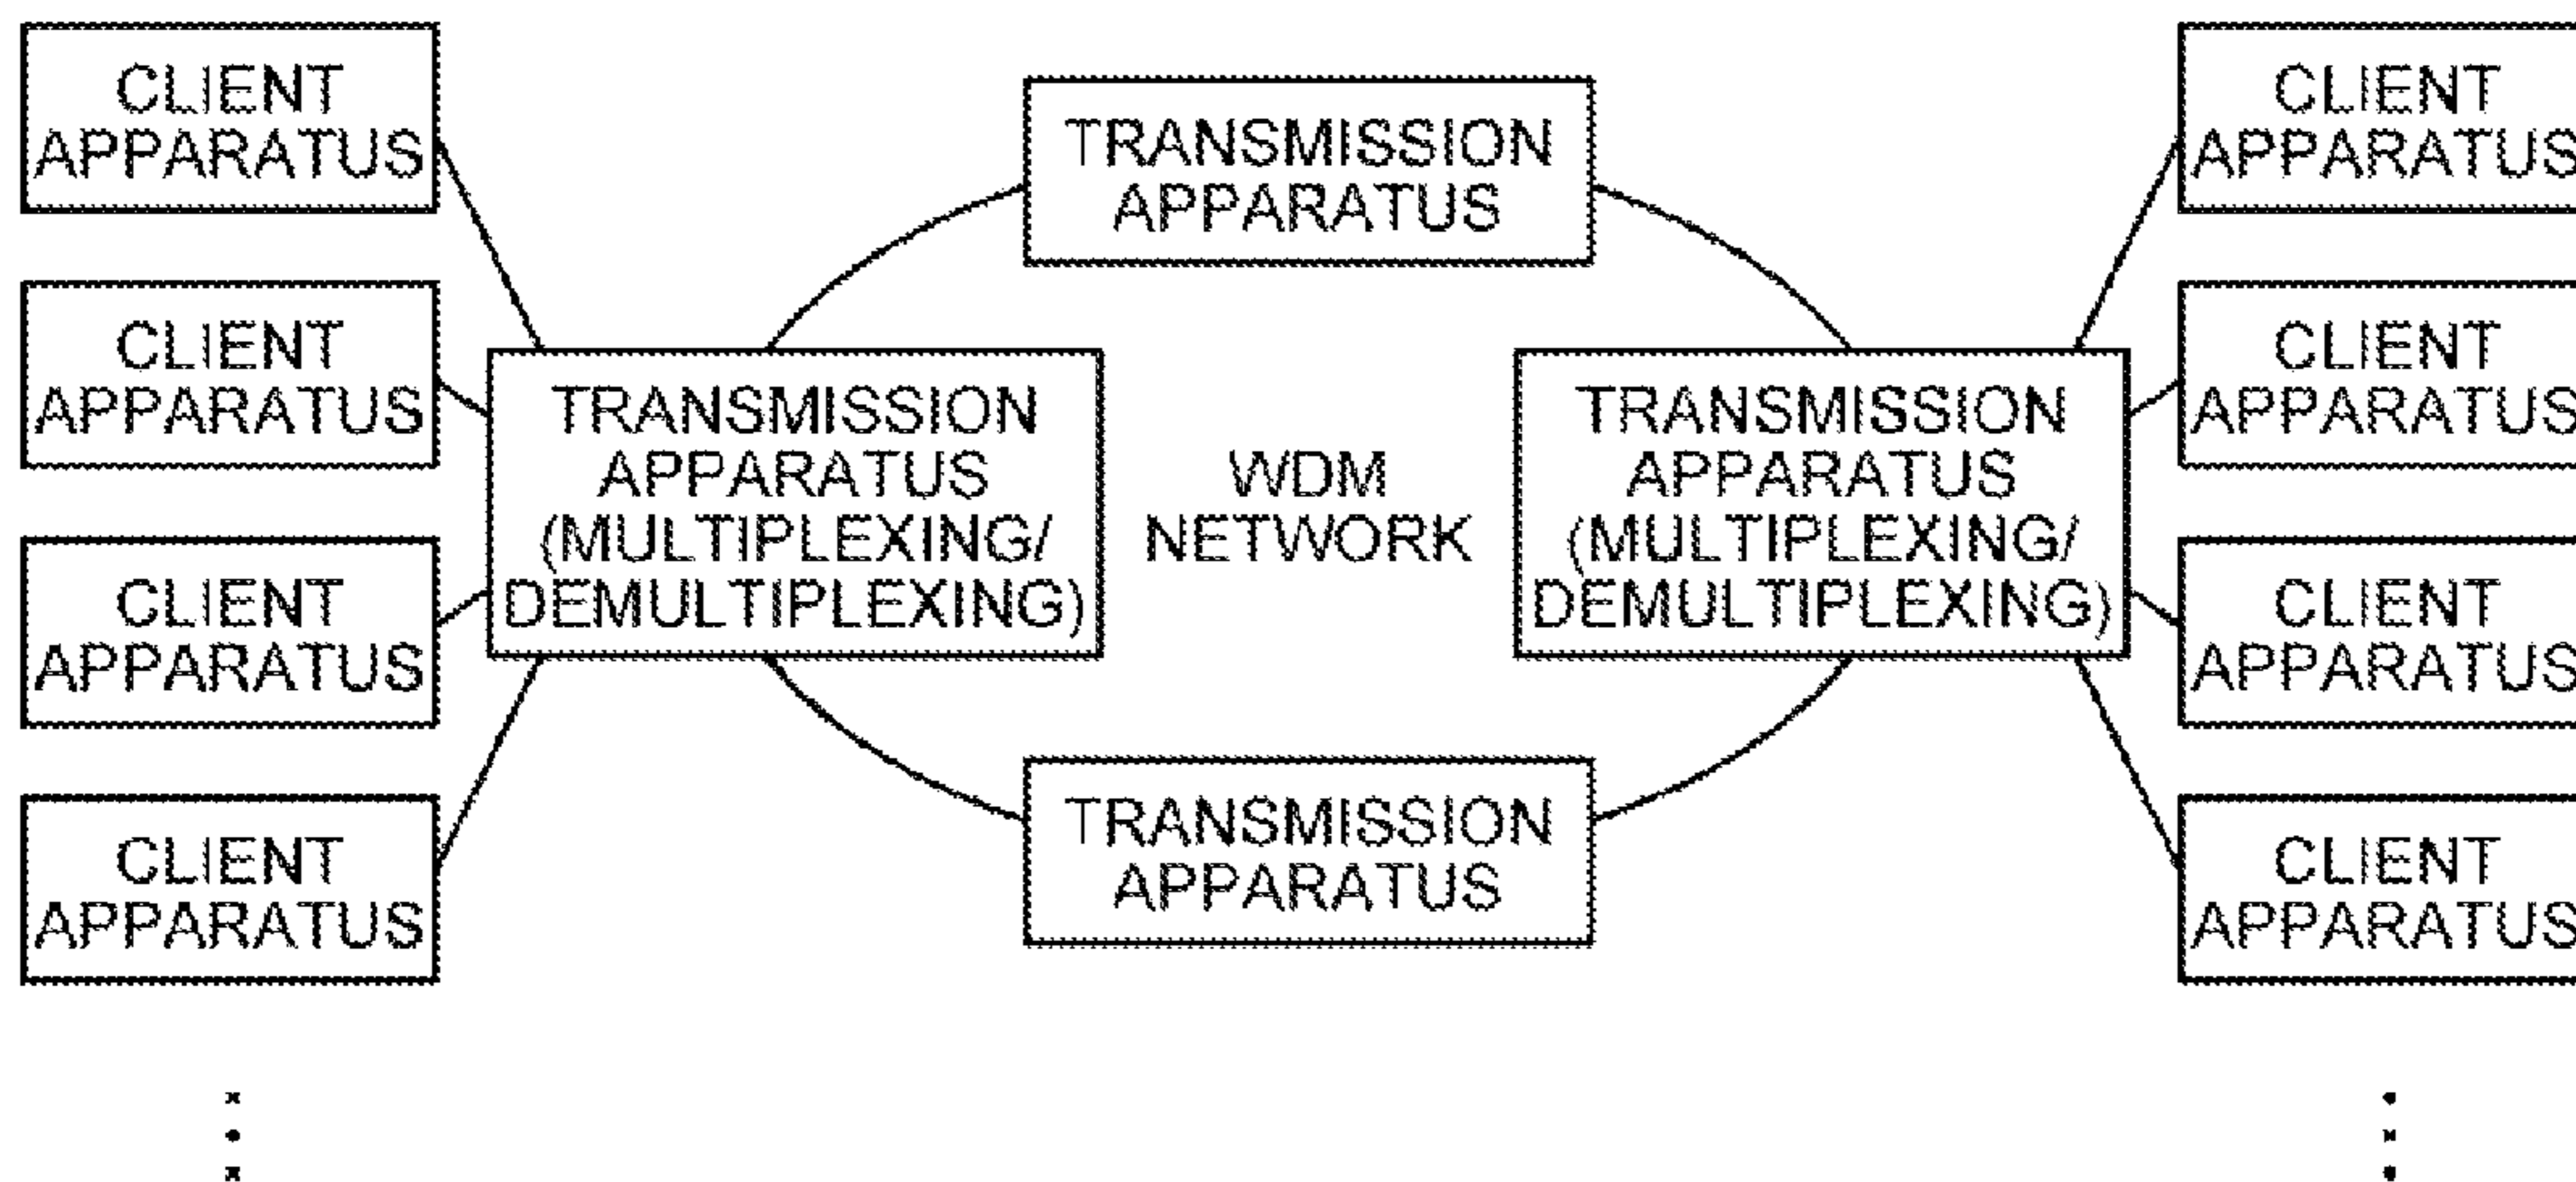 CLIENT
APPARATUS
CLIENT
APPARATUS
CLIENT
APPARATUS
CLIENT
APPARATUS
TRANSMISSION
APPARATUS
TRANSMISSION
APPARATUS
(MULTIPLEXING/
DEMULTIPLEXING)
WDM
NETWORK
TRANSMISSION
APPARATUS
(MULTIPLEXING/
DEMULTIPLEXING)
TRANSMISSION
APPARATUS
CLIENT
APPARATUS
CLIENT
APPARATUS
CLIENT
APPARATUS
CLIENT
APPARATUS